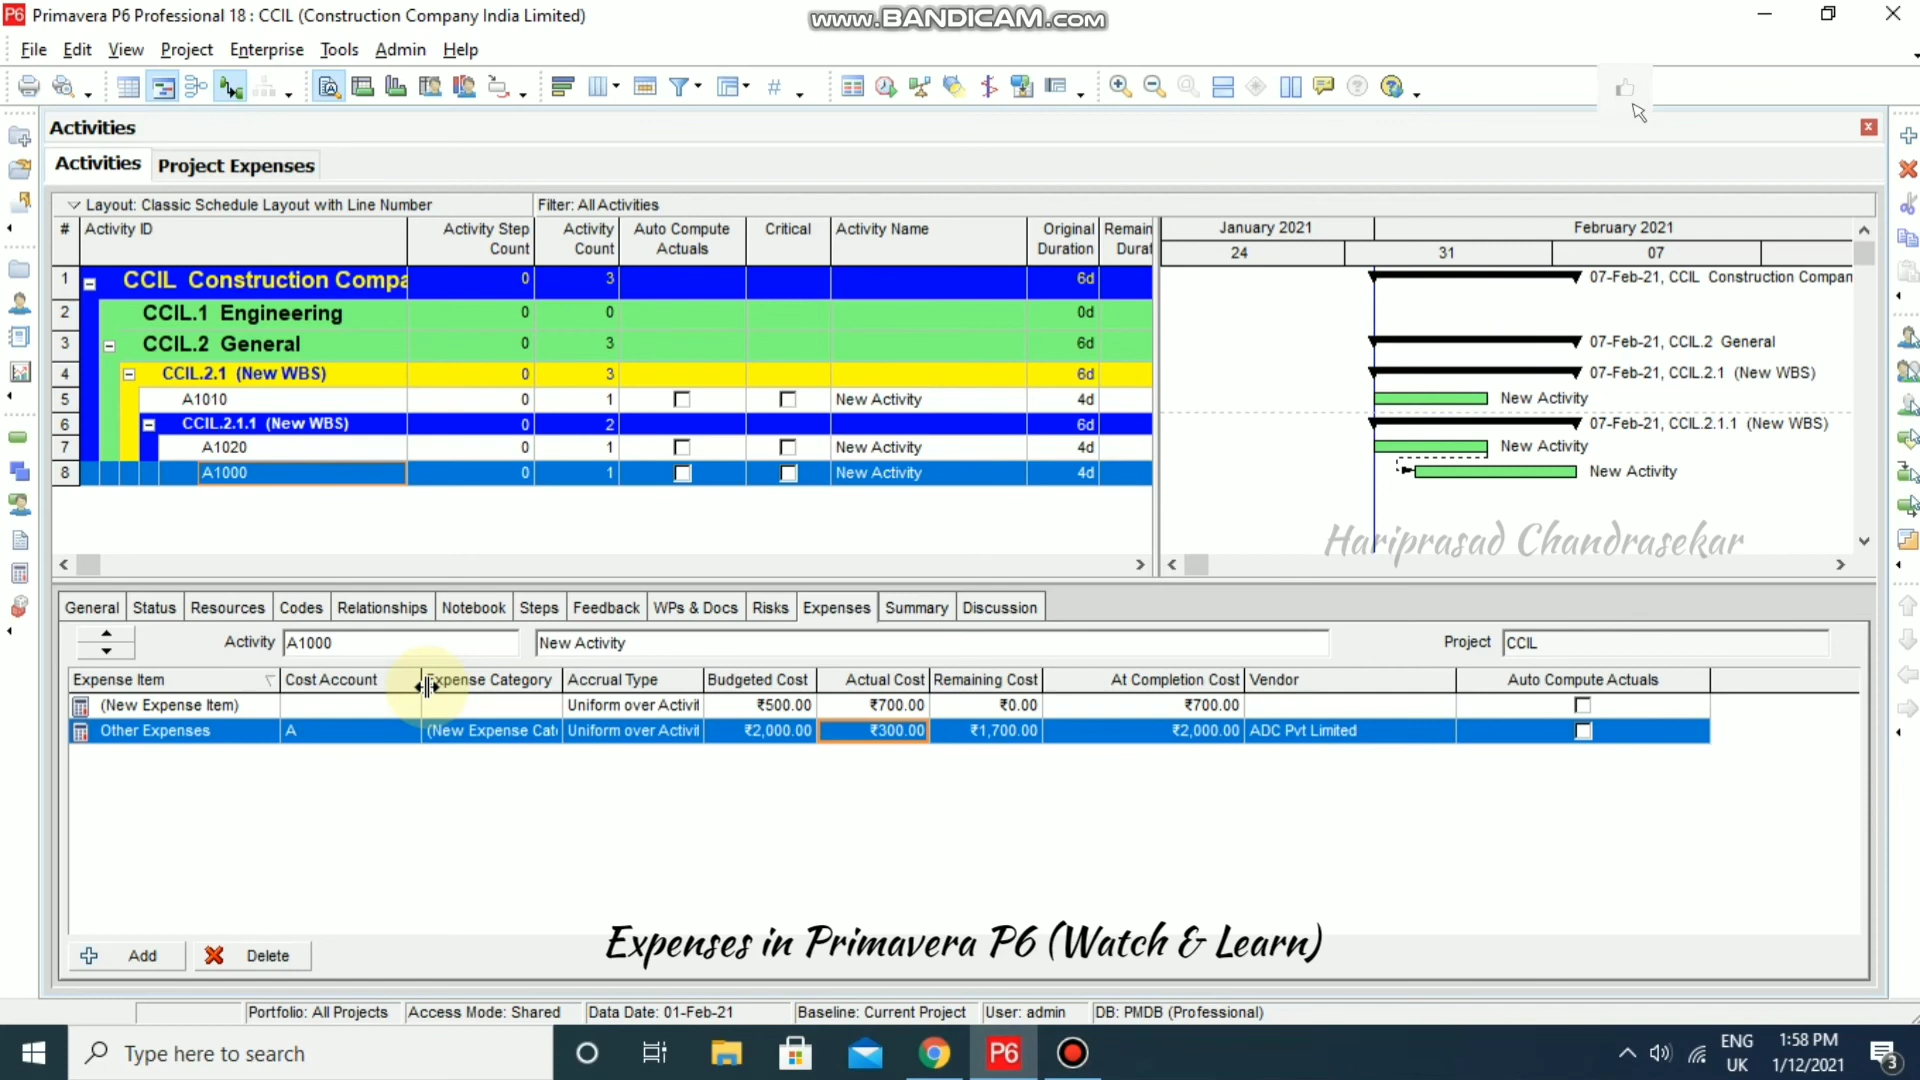 Primavera P6 Professional 18 : CCIL (Construction Company India Limited)
www.BANDICAM.com
File Edit View Project Enterprise Tools Admin Help
Activities
Activities Project Expenses
Layout: Classic Schedule Layout with Line Number Filter: All Activities
# Activity ID Activity Step Count Activity Count Auto Compute Actuals Critical Activity Name Original Duration Remain Durat
January 2021 February 2021
24 31 07
1 CCIL Construction Compa 0 3 6d 07-Feb-21, CCIL Construction Compan
2 CCIL.1 Engineering 0 0 0d
3 CCIL.2 General 0 3 6d 07-Feb-21, CCIL.2 General
4 CCIL.2.1 (New WBS) 0 3 6d 07-Feb-21, CCIL.2.1 (New WBS)
5 A1010 0 1 New Activity 4d New Activity
6 CCIL.2.1.1 (New WBS) 0 2 6d 07-Feb-21, CCIL.2.1.1 (New WBS)
7 A1020 0 1 New Activity 4d New Activity
8 A1000 0 1 New Activity 4d New Activity
Hariprasad Chandrasekar
General Status Resources Codes Relationships Notebook Steps Feedback WPs & Docs Risks Expenses Summary Discussion
Activity A1000 New Activity Project CCIL
Expense Item Cost Account Expense Category Accrual Type Budgeted Cost Actual Cost Remaining Cost At Completion Cost Vendor Auto Compute Actuals
(New Expense Item) Uniform over Activit ₹500.00 ₹700.00 ₹0.00 ₹700.00
Other Expenses A (New Expense Cat Uniform over Activit ₹2,000.00 ₹300.00 ₹1,700.00 ₹2,000.00 ADC Pvt Limited
Add Delete
Expenses in Primavera P6 (Watch & Learn)
Portfolio: All Projects Access Mode: Shared Data Date: 01-Feb-21 Baseline: Current Project User: admin DB: PMDB (Professional)
Type here to search
P6
ENG 1:58 PM
UK 1/12/2021
3